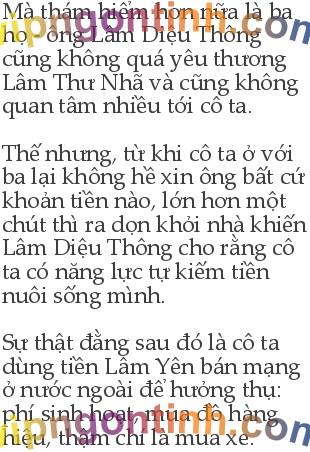 Mà thảm hiểm hơn nữa là ba
họ ông Lâm Diệu Thông
cũng không quá yêu thương
Lâm Thư Nhã và cũng không
quan tâm nhiều tới cô ta.
Thế nhưng, từ khi cô ta ở với
ba lại không hề xin ông bất cứ
khoản tiền nào, lớn hơn một
chút thì ra dọn khỏi nhà khiến
Lâm Diệu Thông cho rằng cô
ta có năng lực tự kiếm tiền
nuôi sống mình.
Sự thật đằng sau đó là cô ta
dùng tiền Lâm Yên bán mạng
ở nước ngoài để hưởng thụ:
phí sinh hoạt, mua đồ hàng
hiệu, thậm chí là mua xe.
vipngontinh.com
vipngontinh.com